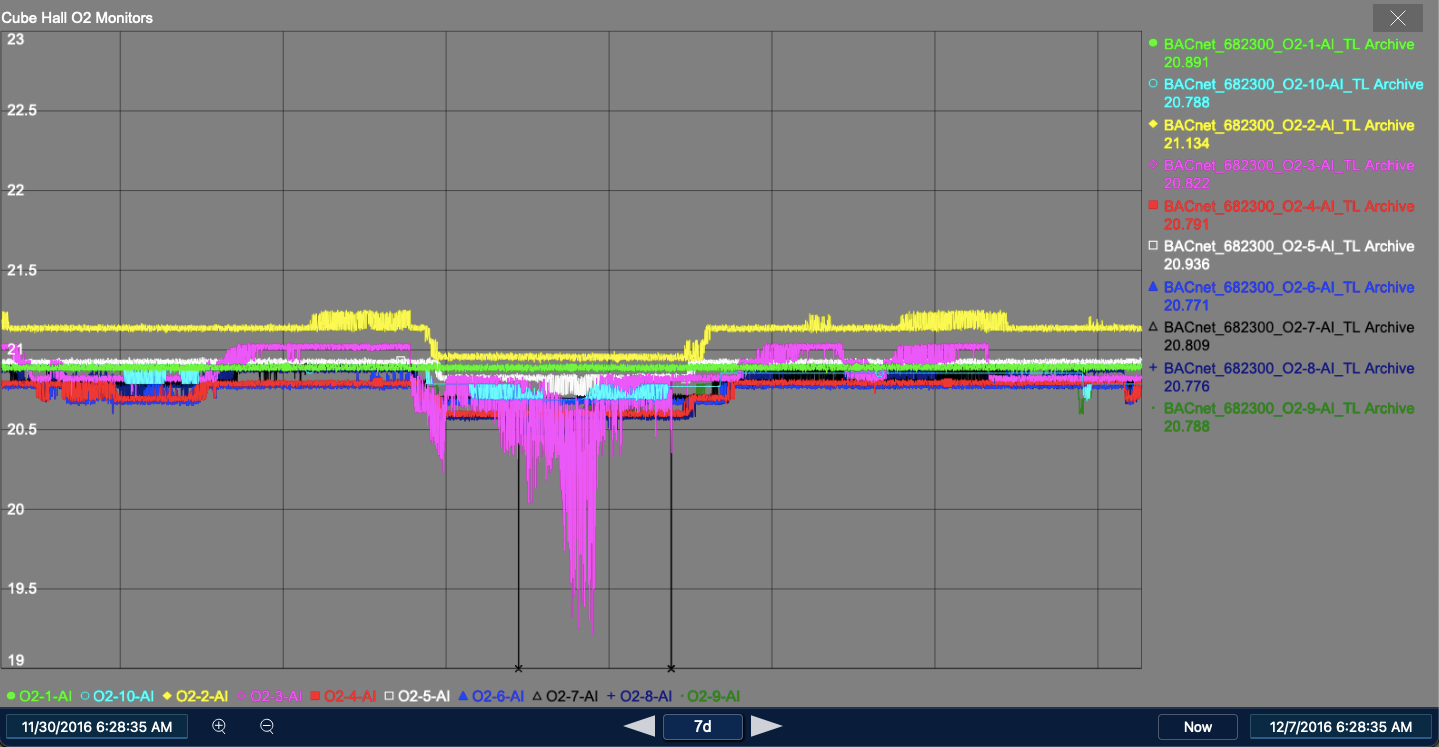 Cube Hall O2 Monitors
23
22.5
22
21.5
21
20.5
20
19.5
19
BACnet_682300_O2-1-AI_TL Archive
20.891
BACnet_682300_O2-10-AI_TL Archive
20.788
BACnet_682300_O2-2-AI_TL Archive
21.134
BACnet_682300_O2-3-AI_TL Archive
20.822
BACnet_682300_O2-4-AI_TL Archive
20.791
BACnet_682300_O2-5-AI_TL Archive
20.936
BACnet_682300_O2-6-AI_TL Archive
20.771
BACnet_682300_O2-7-AI_TL Archive
20.809
BACnet_682300_O2-8-AI_TL Archive
20.776
BACnet_682300_O2-9-AI_TL Archive
20.788
O2-1-AI O2-10-AI O2-2-AI O2-3-AI O2-4-AI O2-5-AI O2-6-AI O2-7-AI O2-8-AI O2-9-AI
11/30/2016 6:28:35 AM 7d Now 12/7/2016 6:28:35 AM